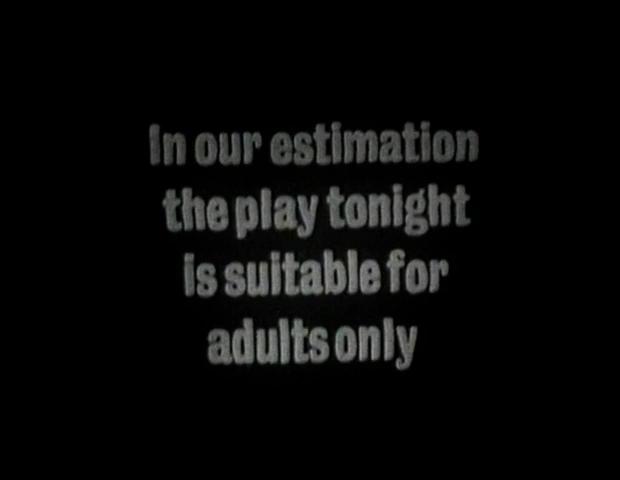 In our estimation
the play tonight
is suitable for
adults only